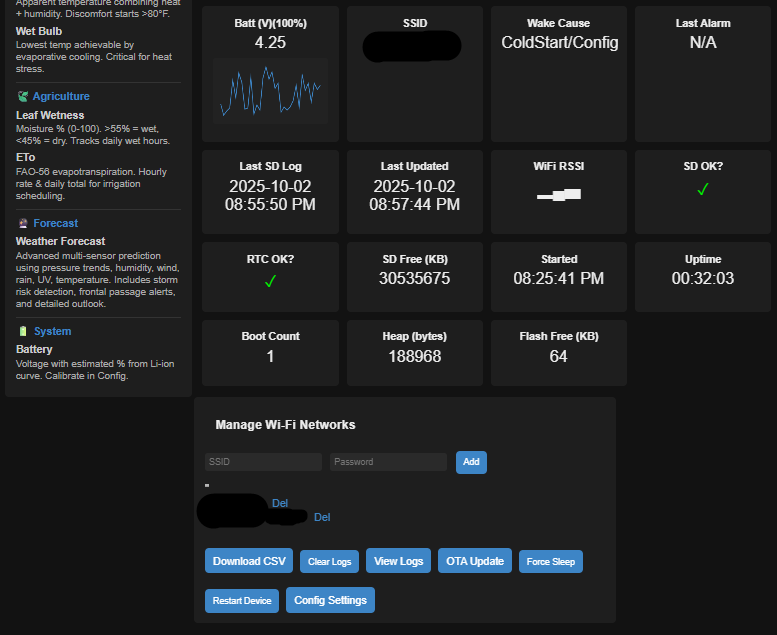 Apparent temperature combining heat
+ humidity. Discomfort starts >80°F.
Wet Bulb
Lowest temp achievable by
evaporative cooling. Critical for heat
stress.
Agriculture
Leaf Wetness
Moisture % (0-100). >55% = wet,
<45% = dry. Tracks daily wet hours.
ETo
FAO-56 evapotranspiration. Hourly
rate & daily total for irrigation
scheduling.
Forecast
Weather Forecast
Advanced multi-sensor prediction
using pressure trends, humidity, wind,
rain, UV, temperature. Includes storm
risk detection, frontal passage alerts,
and detailed outlook.
System
Battery
Voltage with estimated % from Li-ion
curve. Calibrate in Config.
Batt (V)(100%)
4.25
SSID
Wake Cause
ColdStart/Config
Last Alarm
N/A
Last SD Log
2025-10-02
08:55:50 PM
Last Updated
2025-10-02
08:57:44 PM
WiFi RSSI
SD OK?
✓
RTC OK?
✓
SD Free (KB)
30535675
Started
08:25:41 PM
Uptime
00:32:03
Boot Count
1
Heap (bytes)
188968
Flash Free (KB)
64
Manage Wi-Fi Networks
SSID
Password
Add
Del
Del
Download CSV
Clear Logs
View Logs
OTA Update
Force Sleep
Restart Device
Config Settings